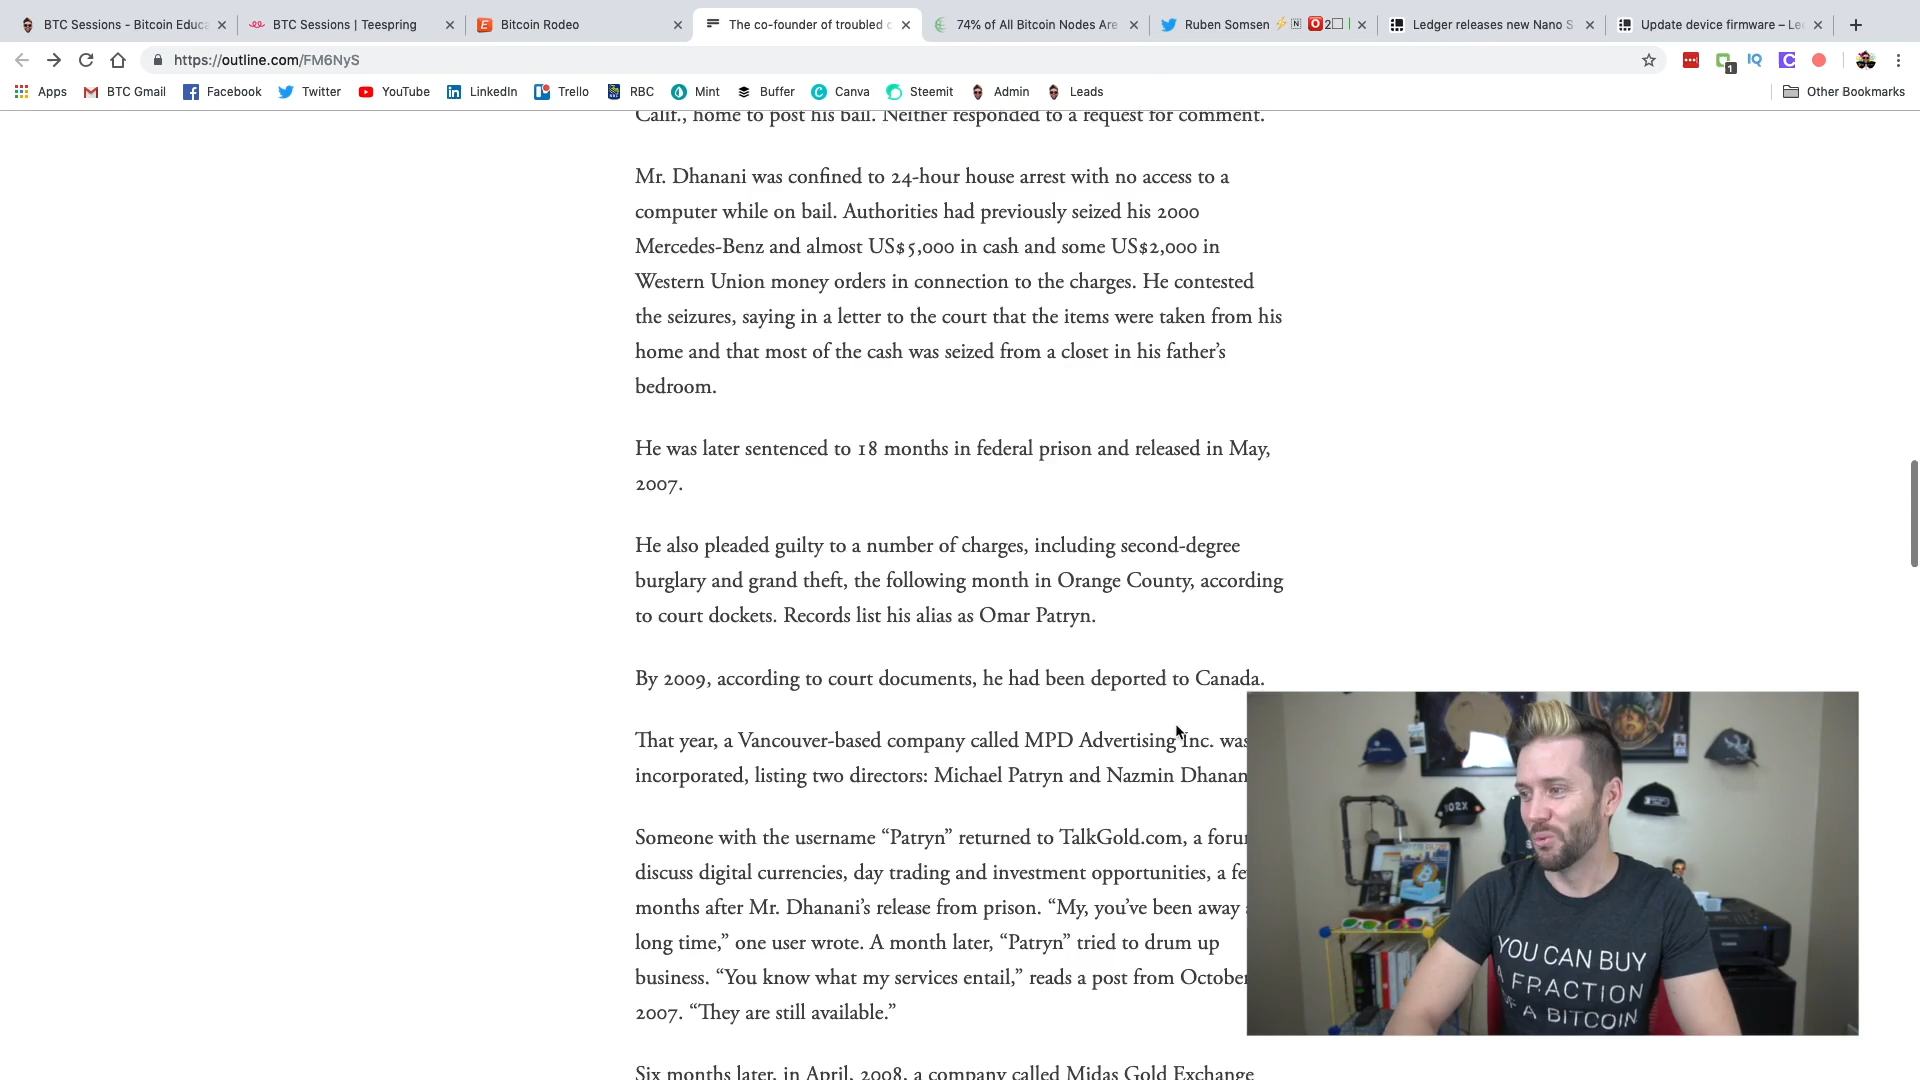 BTC Sessions - Bitcoin Educa
BTC Sessions | Teespring
Bitcoin Rodeo
The co-founder of troubled c
74% of All Bitcoin Nodes Are
Ruben Somsen
Ledger releases new Nano S
Update device firmware – Le
https://outline.com/FM6NyS
Apps
BTC Gmail
Facebook
Twitter
YouTube
LinkedIn
Trello
RBC
Mint
Buffer
Canva
Steemit
Admin
Leads
Other Bookmarks
Calif., home to post his bail. Neither responded to a request for comment.
Mr. Dhanani was confined to 24-hour house arrest with no access to a
computer while on bail. Authorities had previously seized his 2000
Mercedes-Benz and almost US$5,000 in cash and some US$2,000 in
Western Union money orders in connection to the charges. He contested
the seizures, saying in a letter to the court that the items were taken from his
home and that most of the cash was seized from a closet in his father’s
bedroom.
He was later sentenced to 18 months in federal prison and released in May,
2007.
He also pleaded guilty to a number of charges, including second-degree
burglary and grand theft, the following month in Orange County, according
to court dockets. Records list his alias as Omar Patryn.
By 2009, according to court documents, he had been deported to Canada.
That year, a Vancouver-based company called MPD Advertising Inc. was
incorporated, listing two directors: Michael Patryn and Nazmin Dhanan
Someone with the username “Patryn” returned to TalkGold.com, a foru
discuss digital currencies, day trading and investment opportunities, a fe
months after Mr. Dhanani’s release from prison. “My, you’ve been away
long time,” one user wrote. A month later, “Patryn” tried to drum up
business. “You know what my services entail,” reads a post from October
2007. “They are still available.”
Six months later, in April, 2008, a company called Midas Gold Exchange
YOU CAN BUY
A FRACTION
OF A BITCOIN